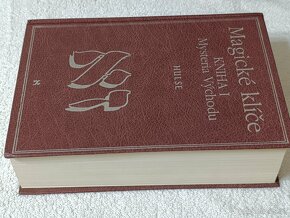 Magické klíče
KNIHA I
Mysteria Východu
HULSE